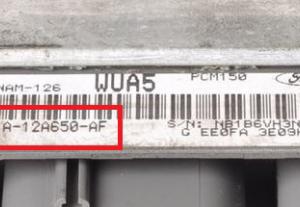 NAM-126 WUA5 PCM150
A-12A650-AF
S/N: NB1B6VH3N
G EE0FA 3E09